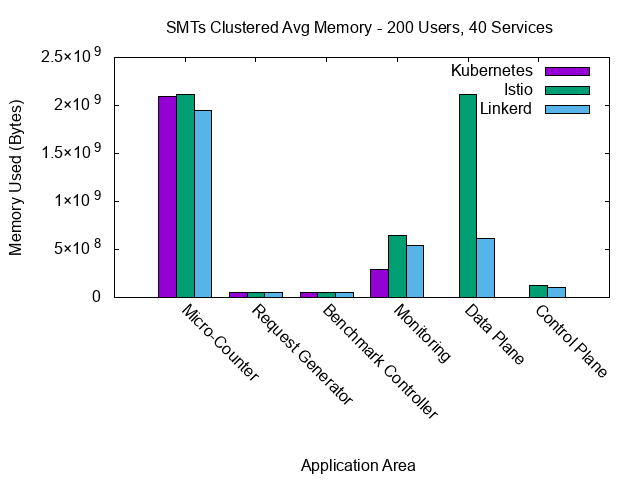 SMTs Clustered Avg Memory - 200 Users, 40 Services
Kubernetes
Istio
Linkerd
Memory Used (Bytes)
2.5×10⁹
2×10⁹
1.5×10⁹
1×10⁹
5×10⁸
0
Micro-Counter
Request Generator
Benchmark Controller
Monitoring
Data Plane
Control Plane
Application Area